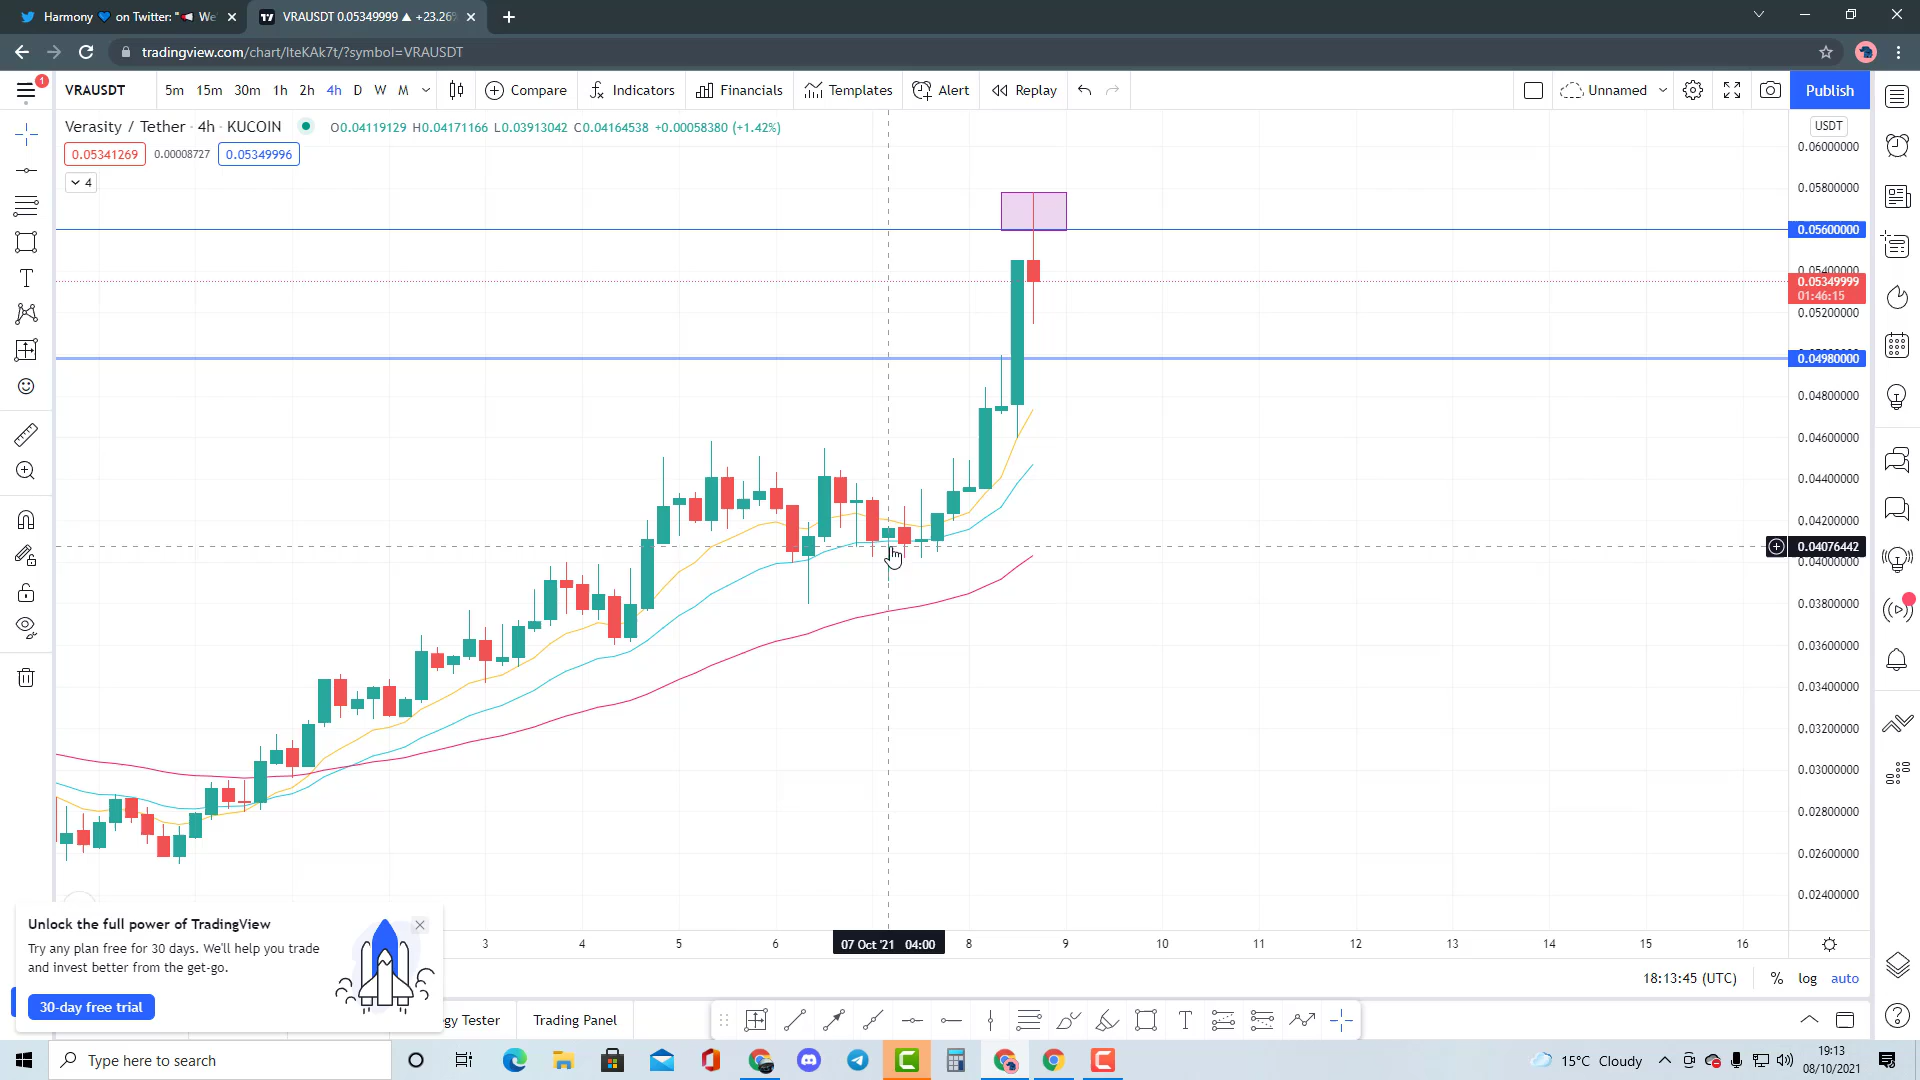 Harmony 💙 on Twitter: "📢 We'
VRAUSDT 0.05349999 ▲ +23.26%
tradingview.com/chart/lteKAk7t/?symbol=VRAUSDT
1
VRAUSDT
5m
15m
30m
1h
2h
4h
D
W
M
Compare
Indicators
Financials
Templates
Alert
Replay
Unnamed
Publish
Verasity / Tether · 4h · KUCOIN
O0.04119129 H0.04171166 L0.03913042 C0.04164538 +0.00058380 (+1.42%)
0.05341269
0.00008727
0.05349996
4
USDT
0.06000000
0.05800000
0.05600000
0.05400000
0.05349999
01:46:15
0.05200000
0.04980000
0.04800000
0.04600000
0.04400000
0.04200000
0.04076442
0.04000000
0.03800000
0.03600000
0.03400000
0.03200000
0.03000000
0.02800000
0.02600000
0.02400000
3
4
5
6
07 Oct '21 04:00
8
9
10
11
12
13
14
15
16
Unlock the full power of TradingView
Try any plan free for 30 days. We'll help you trade
and invest better from the get-go.
30-day free trial
18:13:45 (UTC)
%
log
auto
gy Tester
Trading Panel
Type here to search
15°C Cloudy
19:13
08/10/2021